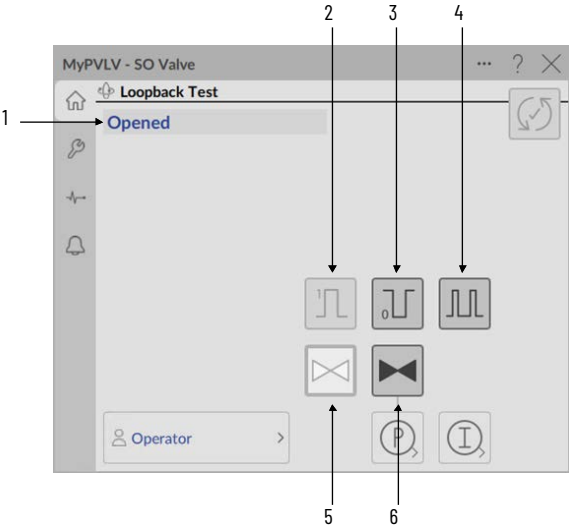 2 3 4
MyPVLV - SO Valve ... ?
Loopback Test
1
Opened
1 0
Operator >
P I
5 6